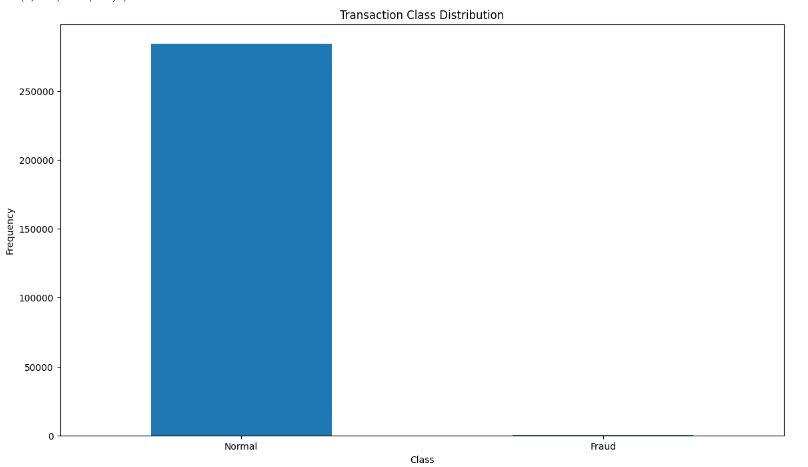 Transaction Class Distribution
250000
200000
150000
100000
50000
0
Frequency
Normal
Fraud
Class